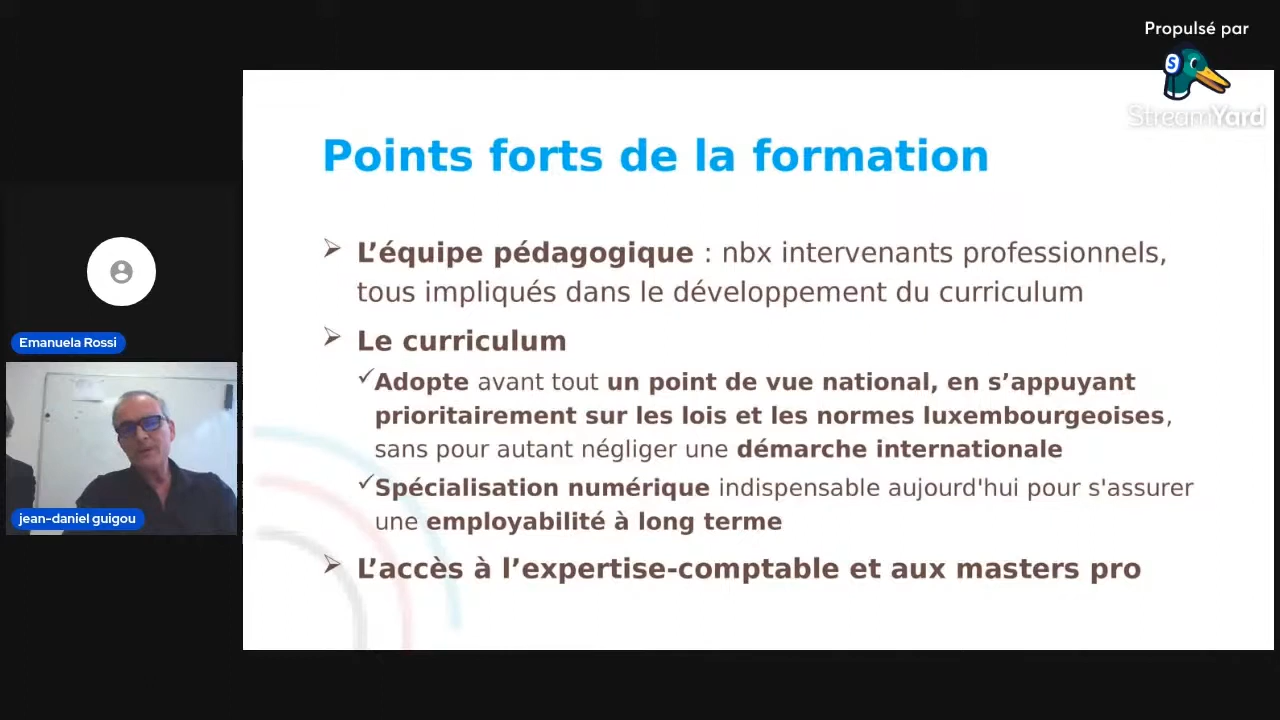 Propulsé par
StreamYard
Points forts de la formation
L’équipe pédagogique : nbx intervenants professionnels,
tous impliqués dans le développement du curriculum
Le curriculum
Adopte avant tout un point de vue national, en s’appuyant
prioritairement sur les lois et les normes luxembourgeoises,
sans pour autant négliger une démarche internationale
Spécialisation numérique indispensable aujourd'hui pour s'assurer
une employabilité à long terme
L’accès à l’expertise-comptable et aux masters pro
Emanuela Rossi
jean-daniel guigou